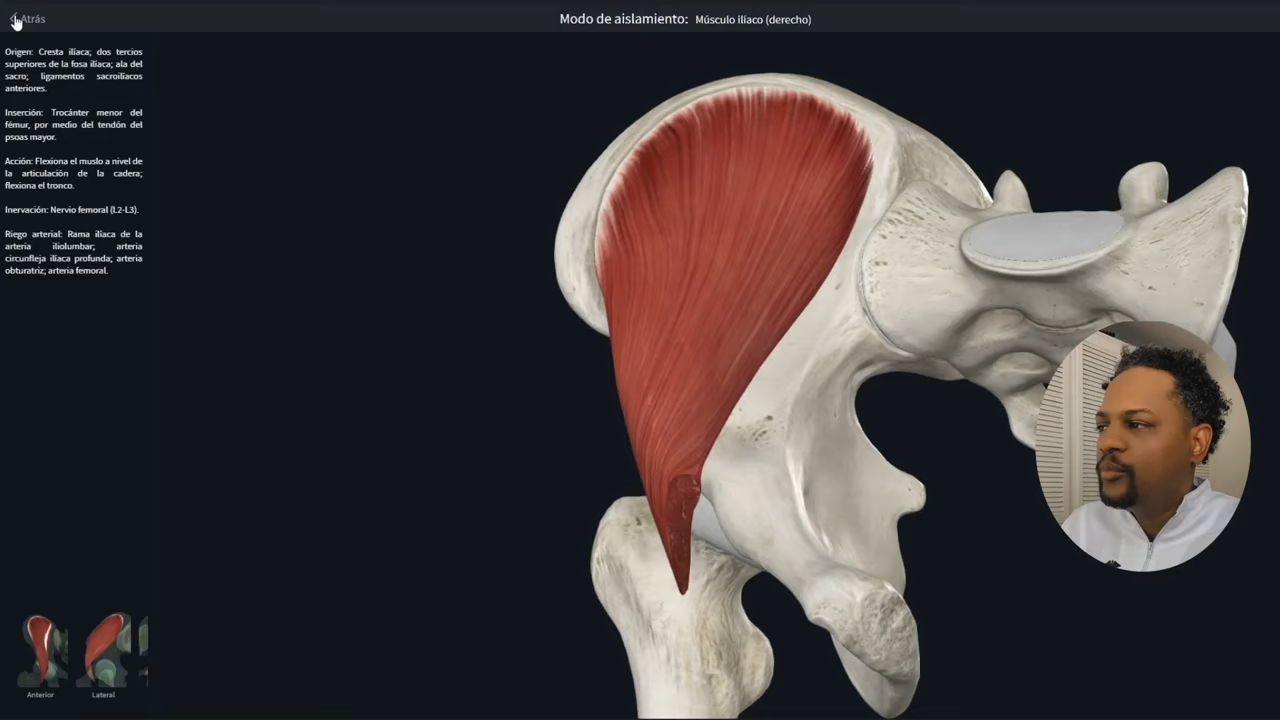 Atrás
Modo de aislamiento: Músculo ilíaco (derecho)
Origen: Cresta ilíaca; dos tercios
superiores de la fosa ilíaca; ala del
sacro; ligamentos sacroilíacos
anteriores.
Inserción: Trocánter menor del
fémur, por medio del tendón del
psoas mayor.
Acción: Flexiona el muslo a nivel de
la articulación de la cadera;
flexiona el tronco.
Inervación: Nervio femoral (L2-L3).
Riego arterial: Rama ilíaca de la
arteria iliolumbar; arteria
circunfleja ilíaca profunda; arteria
obturatriz; arteria femoral.
Anterior
Lateral